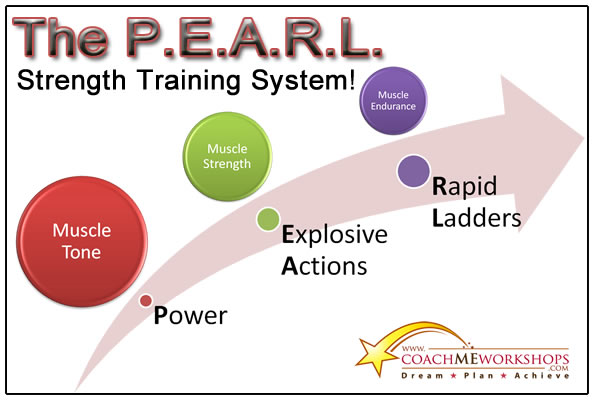 The P.E.A.R.L.
Strength Training System!
Muscle
Endurance
Muscle
Strength
Muscle
Tone
Rapid
Ladders
Explosive
Actions
Power
www.
COACHMEWORKSHOPS
.COM
Dream ★ Plan ★ Achieve